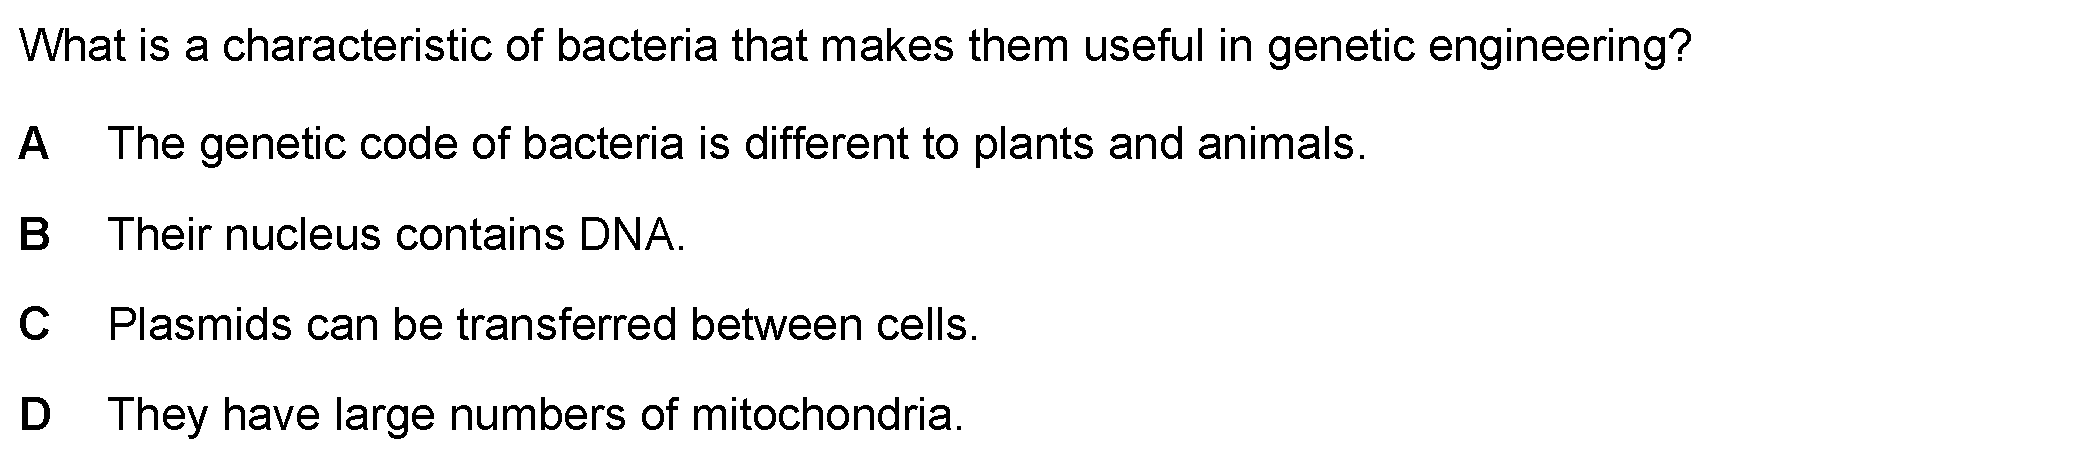 What is a characteristic of bacteria that makes them useful in genetic engineering?
A The genetic code of bacteria is different to plants and animals.
B Their nucleus contains DNA.
C Plasmids can be transferred between cells.
D They have large numbers of mitochondria.